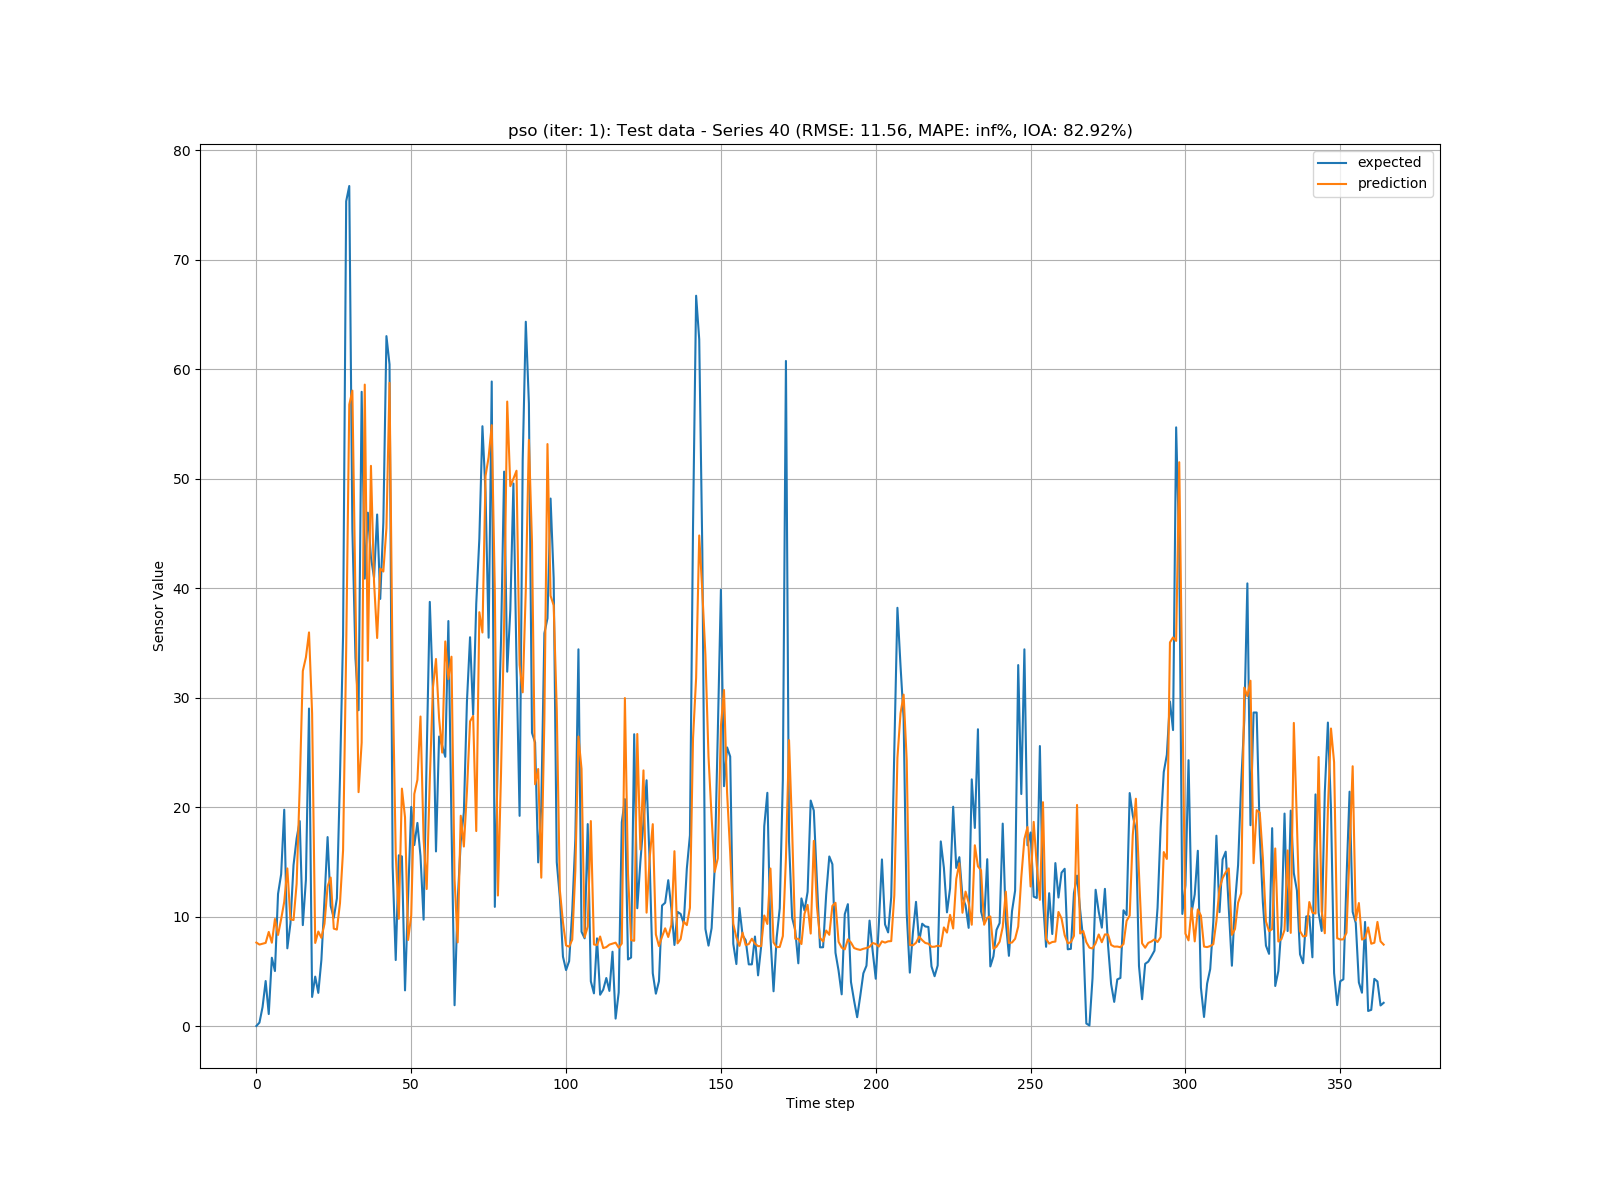 pso (iter: 1): Test data - Series 40 (RMSE: 11.56, MAPE: inf%, IOA: 82.92%)
expected
prediction
80
70
60
50
40
30
20
10
0
Sensor Value
0 50 100 150 200 250 300 350
Time step